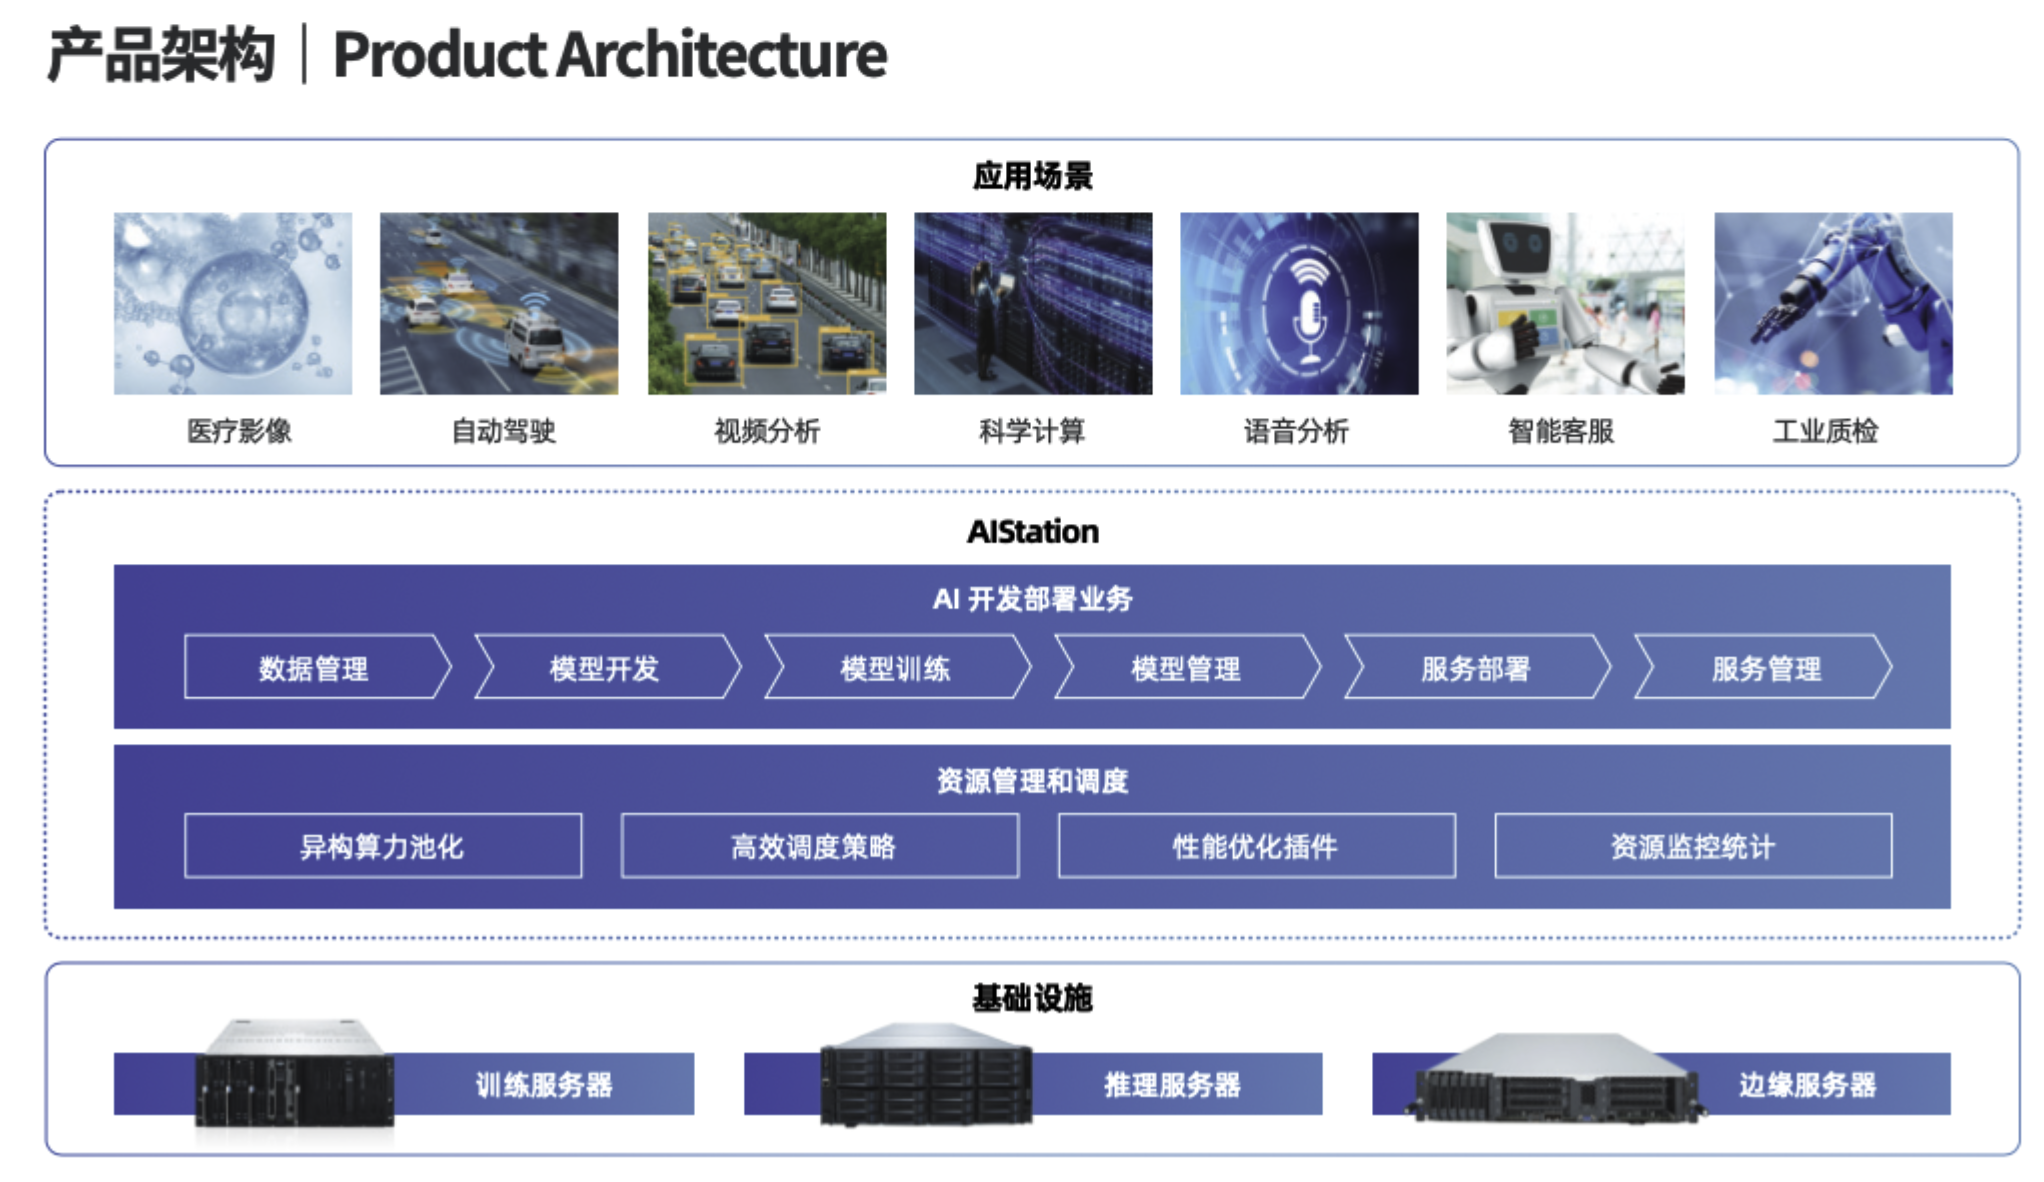 产品架构 | Product Architecture
应用场景
医疗影像 自动驾驶 视频分析 科学计算 语音分析 智能客服 工业质检
AIStation
AI 开发部署业务
数据管理 模型开发 模型训练 模型管理 服务部署 服务管理
资源管理和调度
异构算力池化 高效调度策略 性能优化插件 资源监控统计
基础设施
训练服务器 推理服务器 边缘服务器